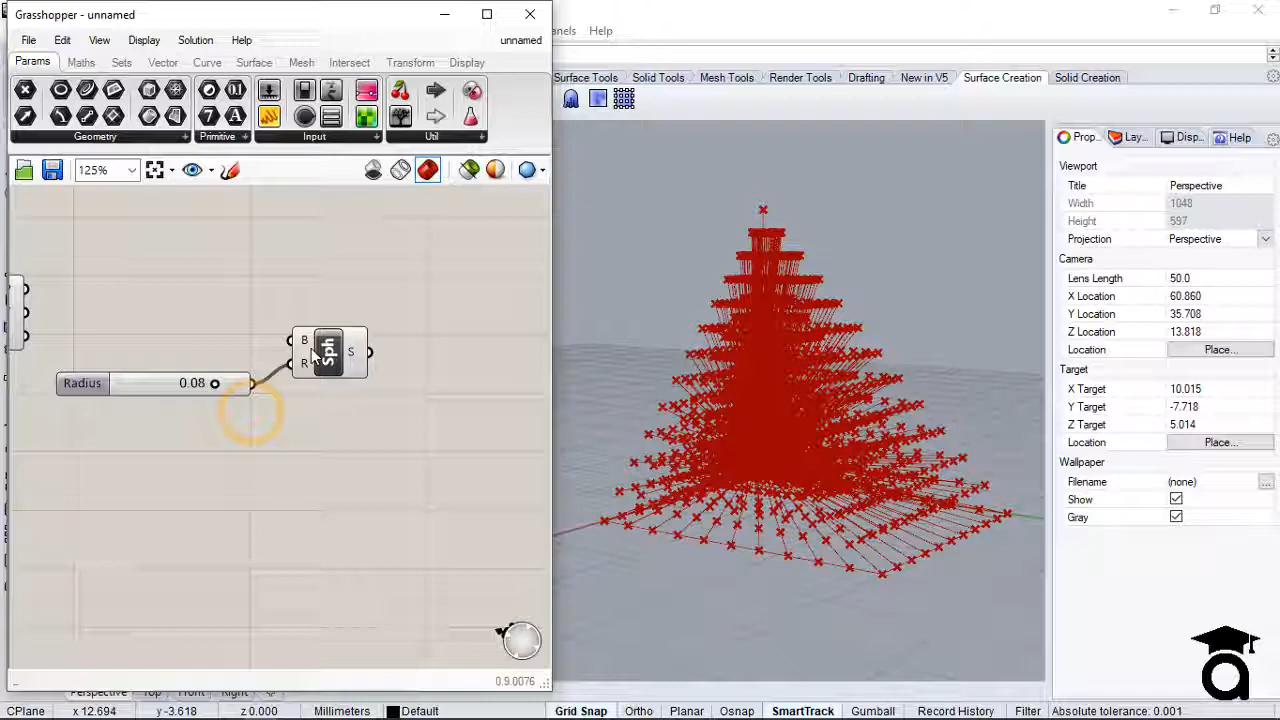 Grasshopper - unnamed
File Edit View Display Solution Help unnamed
Params Maths Sets Vector Curve Surface Mesh Intersect Transform Display
Geometry + Primitive + Input + Util +
125%
B
R
Sph
S
Radius 0.08
0.9.0076
Help
Surface Tools Solid Tools Mesh Tools Render Tools Drafting New in V5 Surface Creation Solid Creation
Prop... Lay... Disp... Help
Viewport
Title Perspective
Width 1048
Height 597
Projection Perspective
Camera
Lens Length 50.0
X Location 60.860
Y Location 35.708
Z Location 13.818
Location Place...
Target
X Target 10.015
Y Target -7.718
Z Target 5.014
Location Place...
Wallpaper
Filename (none) ...
Show
Gray
Perspective Top Front Right
CPlane x 12.694 y -3.618 z 0.000 Millimeters Default Grid Snap Ortho Planar Osnap SmartTrack Gumball Record History Filter Absolute tolerance: 0.001